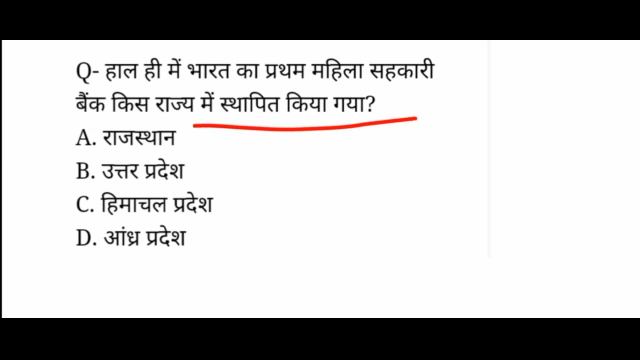 Q- हाल ही में भारत का प्रथम महिला सहकारी
बैंक किस राज्य में स्थापित किया गया?
A. राजस्थान
B. उत्तर प्रदेश
C. हिमाचल प्रदेश
D. आंध्र प्रदेश